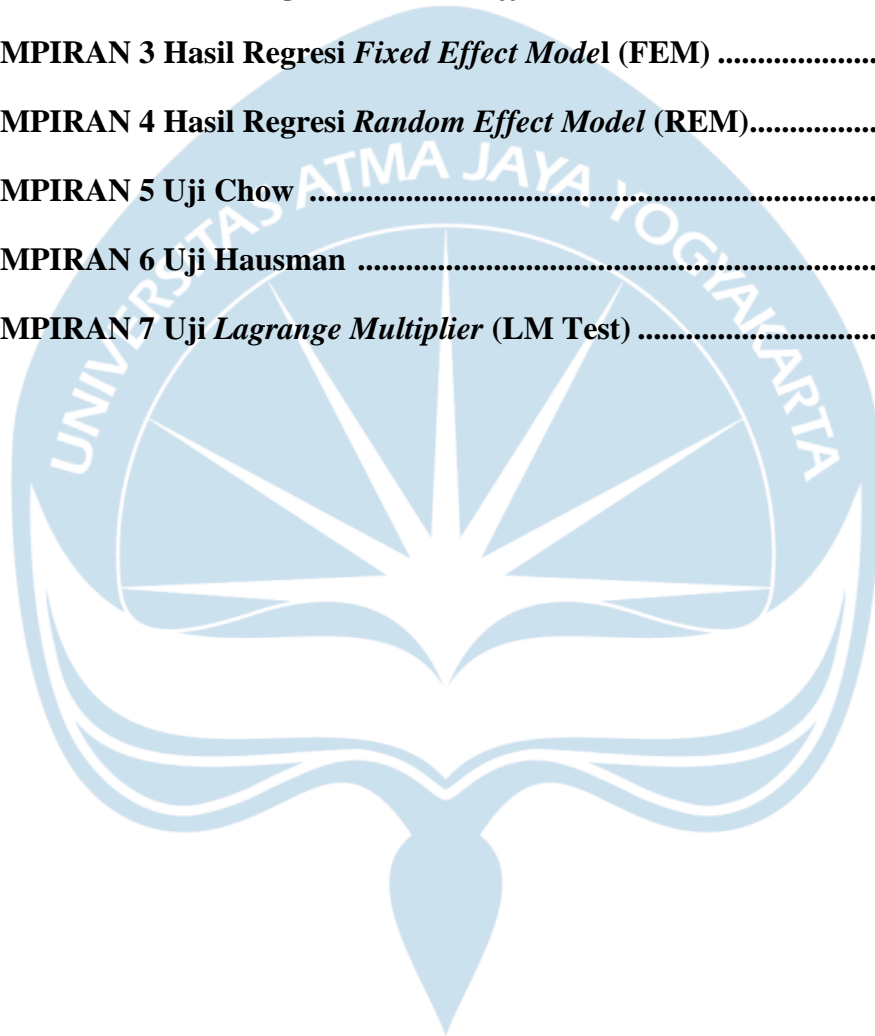 MPIRAN 3 Hasil Regresi Fixed Effect Model (FEM) ....................
MPIRAN 4 Hasil Regresi Random Effect Model (REM)................
MPIRAN 5 Uji Chow .......................................................................
MPIRAN 6 Uji Hausman .................................................................
MPIRAN 7 Uji Lagrange Multiplier (LM Test) ..............................
UNIVERSITAS ATMA JAYA YOGYAKARTA